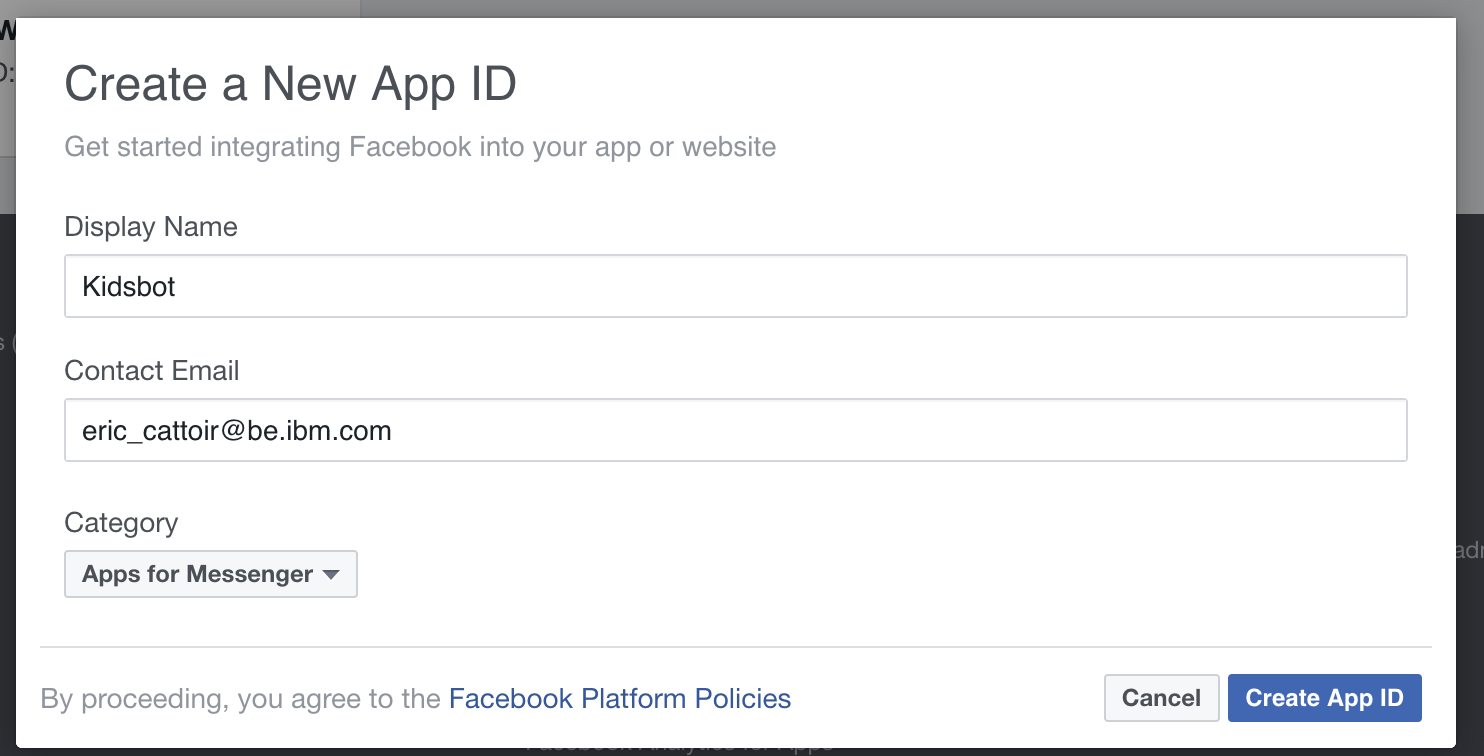 Create a New App ID
Get started integrating Facebook into your app or website
Display Name
Kidsbot
Contact Email
eric_cattoir@be.ibm.com
Category
Apps for Messenger
By proceeding, you agree to the Facebook Platform Policies
Cancel
Create App ID